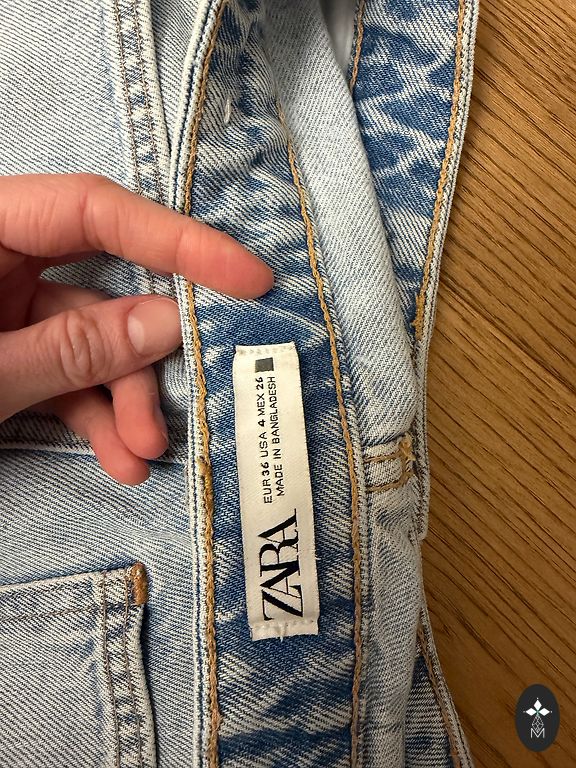 ZARA
EUR 36 USA 4 MEX 26
MADE IN BANGLADESH
M